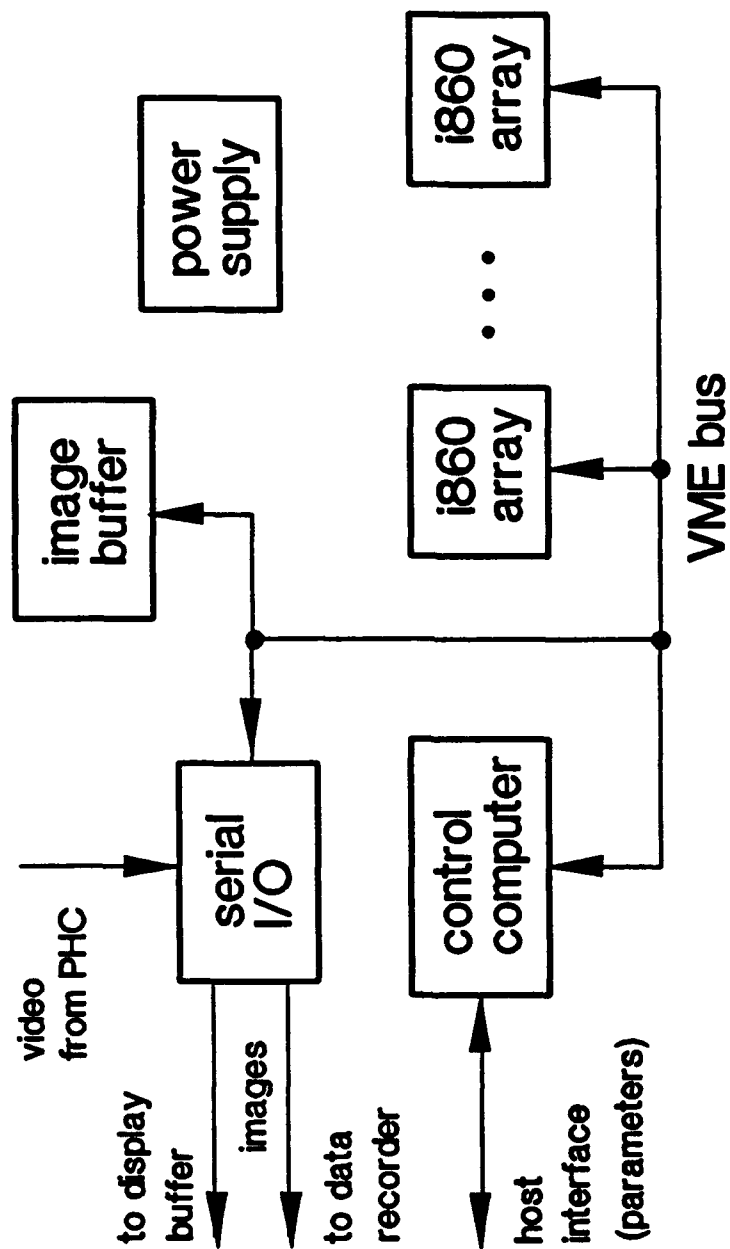 video
from PHC
to display
buffer
images
to data
recorder
serial
I/O
image
buffer
power
supply
host
interface
(parameters)
control
computer
i860
array
i860
array
VME bus